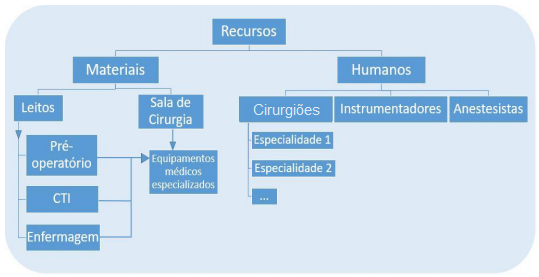 Recursos
Materiais
Humanos
Leitos
Sala de
Cirurgia
Cirurgiões
Instrumentadores
Anestesistas
Pré-
operatório
Equipamentos
médicos
especializados
Especialidade 1
Especialidade 2
...
CTI
Enfermagem